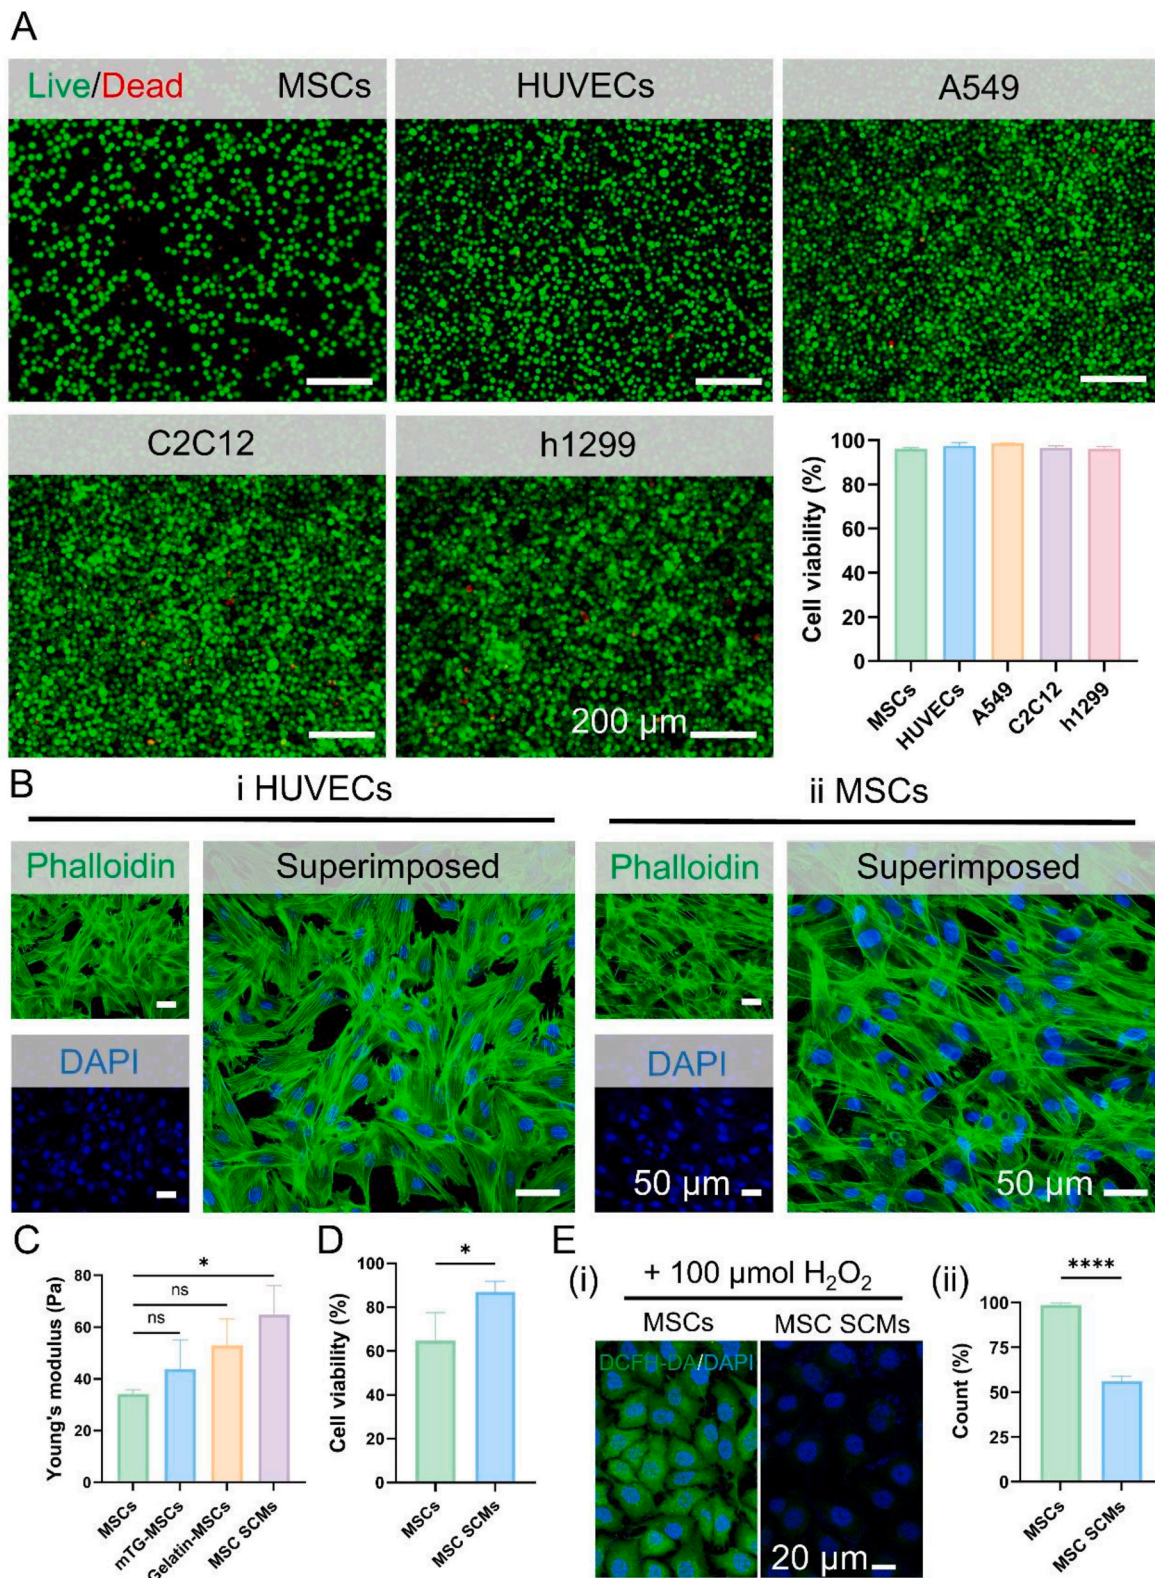 A
Live/Dead MSCs
HUVECs
A549
C2C12
h1299
200 μm
Cell viability (%)
100
80
60
40
20
0
MSCs
HUVECs
A549
C2C12
h1299
B
i HUVECs
ii MSCs
Phalloidin
Superimposed
DAPI
Phalloidin
Superimposed
DAPI
50 μm
50 μm
C
Young's modulus (Pa)
80
60
40
20
0
*
ns
ns
MSCs
mTG-MSCs
Gelatin-MSCs
MSC SCMs
D
Cell viability (%)
100
80
60
40
20
0
*
MSCs
MSC SCMs
E
(i)
+ 100 μmol H₂O₂
MSCs
MSC SCMs
DCFH-DA/DAPI
20 μm
(ii)
Count (%)
100
75
50
25
0
****
MSCs
MSC SCMs